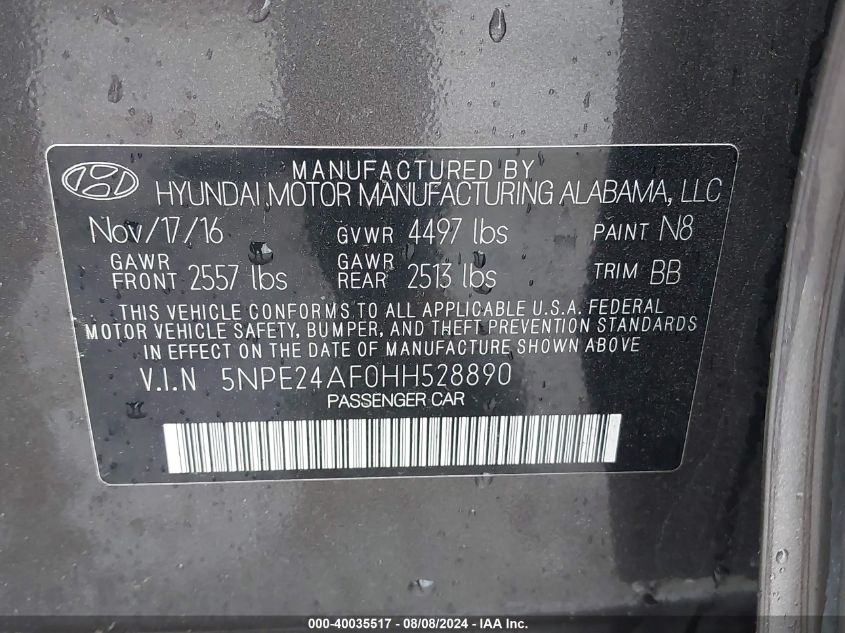 MANUFACTURED BY
HYUNDAI MOTOR MANUFACTURING ALABAMA, LLC
Nov/17/16 GVWR 4497 lbs PAINT N8
GAWR FRONT 2557 lbs GAWR REAR 2513 lbs TRIM BB
THIS VEHICLE CONFORMS TO ALL APPLICABLE U.S.A. FEDERAL
MOTOR VEHICLE SAFETY, BUMPER, AND THEFT PREVENTION STANDARDS
IN EFFECT ON THE DATE OF MANUFACTURE SHOWN ABOVE
V.I.N 5NPE24AF0HH528890
PASSENGER CAR
000-40035517 - 08/08/2024 - IAA Inc.